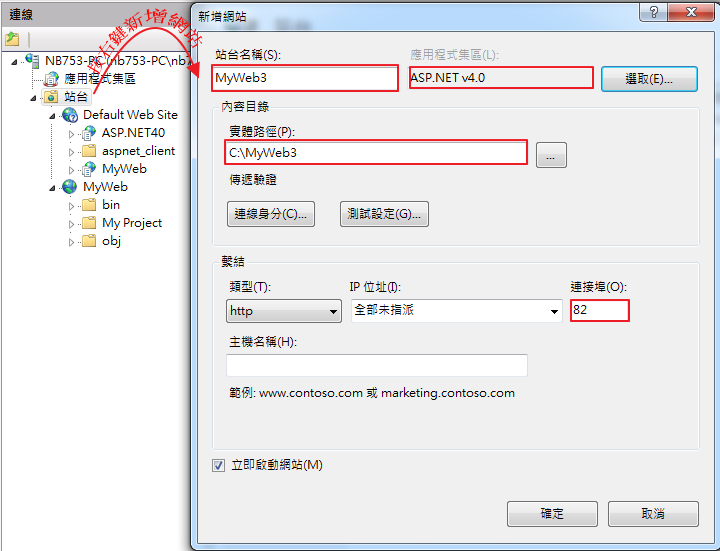 連線
按右鍵新增網站
NB753-PC (nb753-PC\nb7
應用程式集區
站台
Default Web Site
ASP.NET40
aspnet_client
MyWeb
MyWeb
bin
My Project
obj
新增網站
站台名稱(S):
應用程式集區(L):
MyWeb3
ASP.NET v4.0
選取(E)...
內容目錄
實體路徑(P):
C:\MyWeb3
...
傳遞驗證
連線身分(C)...
測試設定(G)...
繫結
類型(T):
IP 位址(I):
連接埠(O):
http
全部未指派
82
主機名稱(H):
範例: www.contoso.com 或 marketing.contoso.com
立即啟動網站(M)
確定
取消